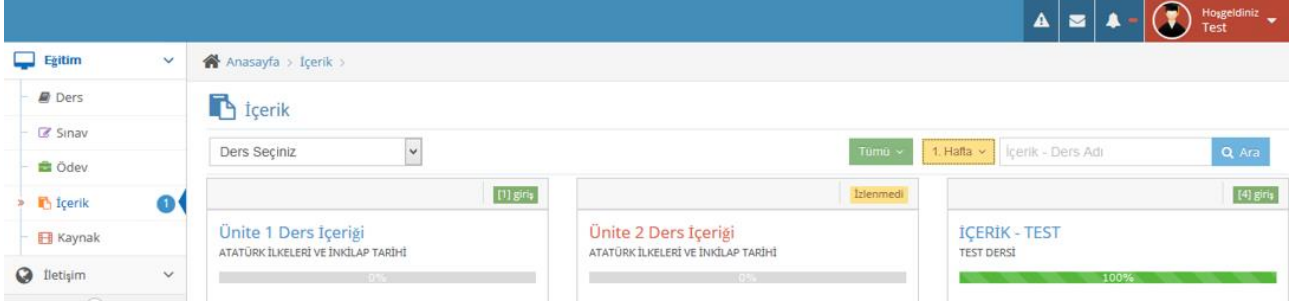 Hoşgeldiniz
Test
Eğitim
Anasayfa > İçerik >
Ders
Sınav
Ödev
İçerik 1
Kaynak
İletişim
İçerik
Ders Seçiniz
Tümü
1. Hafta
İçerik - Ders Adı
Ara
[1] giriş
Ünite 1 Ders İçeriği
ATATÜRK İLKELERİ VE İNKİLAP TARİHİ
0%
İzlenmedi
Ünite 2 Ders İçeriği
ATATÜRK İLKELERİ VE İNKİLAP TARİHİ
0%
[4] giriş
İÇERİK - TEST
TEST DERSİ
100%